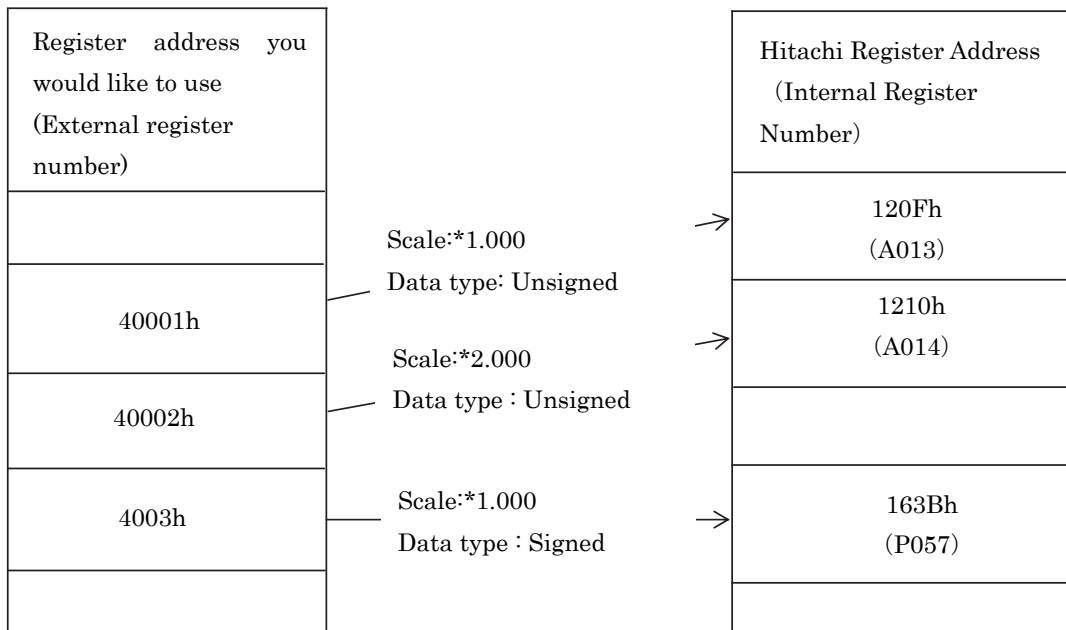 Register address you
would like to use
(External register
number)
40001h
40002h
4003h
Scale:*1.000
Data type: Unsigned
Scale:*2.000
Data type : Unsigned
Scale:*1.000
Data type : Signed
Hitachi Register Address
（Internal Register
Number）
120Fh
（A013）
1210h
（A014）
163Bh
（P057）